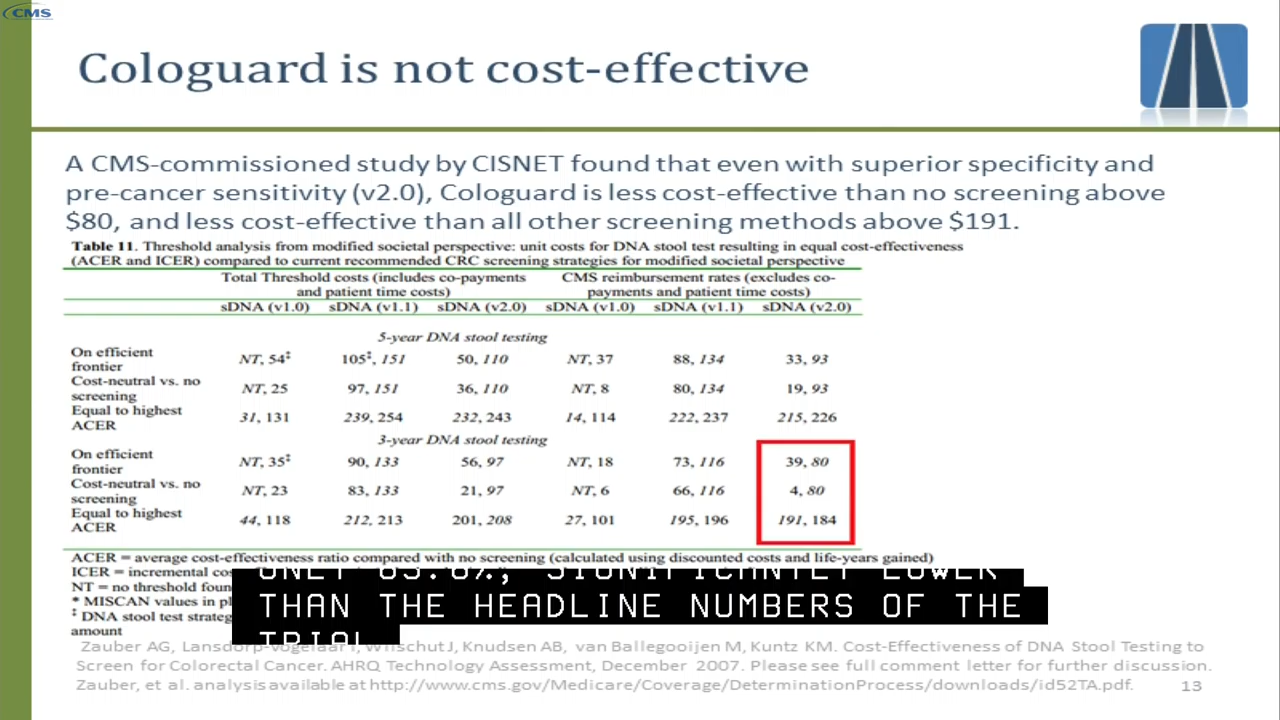 CMS
Cologuard is not cost-effective
A CMS-commissioned study by CISNET found that even with superior specificity and
pre-cancer sensitivity (v2.0), Cologuard is less cost-effective than no screening above
$80, and less cost-effective than all other screening methods above $191.
Table 11. Threshold analysis from modified societal perspective: unit costs for DNA stool test resulting in equal cost-effectiveness
(ACER and ICER) compared to current recommended CRC screening strategies for modified societal perspective
Total Threshold costs (includes co-payments CMS reimbursement rates (excludes co-
and patient time costs) payments and patient time costs)
sDNA (v1.0) sDNA (v1.1) sDNA (v2.0) sDNA (v1.0) sDNA (v1.1) sDNA (v2.0)
5-year DNA stool testing
On efficient
frontier NT, 54‡ 105‡, 151 50, 110 NT, 37 88, 134 33, 93
Cost-neutral vs. no
screening NT, 25 97, 151 36, 110 NT, 8 80, 134 19, 93
Equal to highest
ACER 31, 131 239, 254 232, 243 14, 114 222, 237 215, 226
3-year DNA stool testing
On efficient
frontier NT, 35‡ 90, 133 56, 97 NT, 18 73, 116 39, 80
Cost-neutral vs. no
screening NT, 23 83, 133 21, 97 NT, 6 66, 116 4, 80
Equal to highest
ACER 44, 118 212, 213 201, 208 27, 101 195, 196 191, 184
ACER = average cost-effectiveness ratio compared with no screening (calculated using discounted costs and life-years gained)
ICER = incremental
NT = no threshold
* MISCAN values in
‡ DNA stool test
amount
SIGNIFICANTLY LOWER
THAN THE HEADLINE NUMBERS OF THE
TRIAL
Zauber AG, Lansdorp-Vogelaar I, Wilschut J, Knudsen AB, van Ballegooijen M, Kuntz KM. Cost-Effectiveness of DNA Stool Testing to
Screen for Colorectal Cancer. AHRQ Technology Assessment, December 2007. Please see full comment letter for further discussion.
Zauber, et al. analysis available at http://www.cms.gov/Medicare/Coverage/DeterminationProcess/downloads/id52TA.pdf. 13